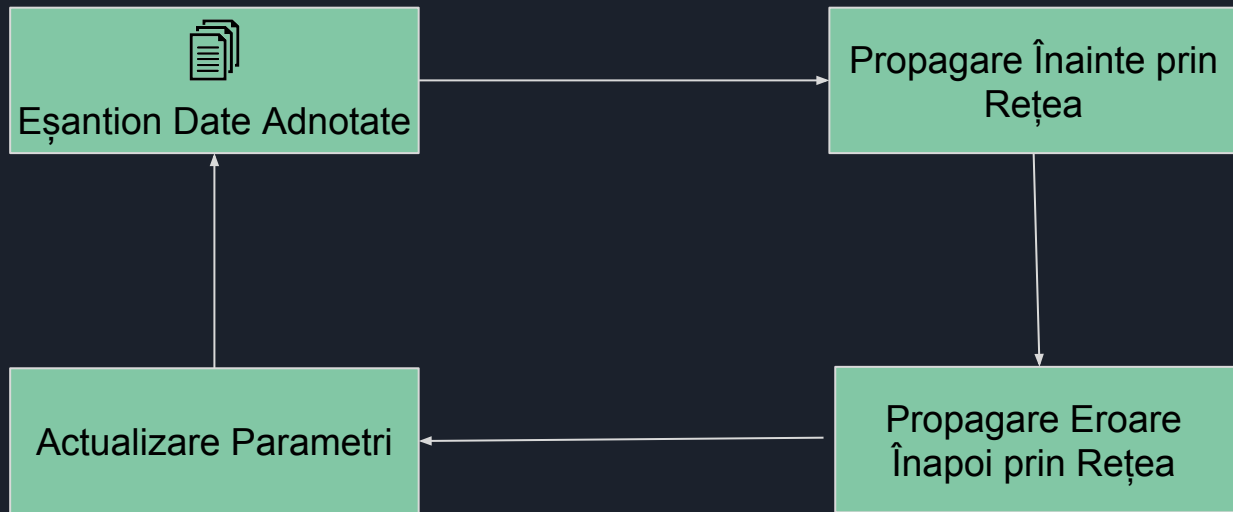 Eșantion Date Adnotate
Propagare Înainte prin
Rețea
Actualizare Parametri
Propagare Eroare
Înapoi prin Rețea